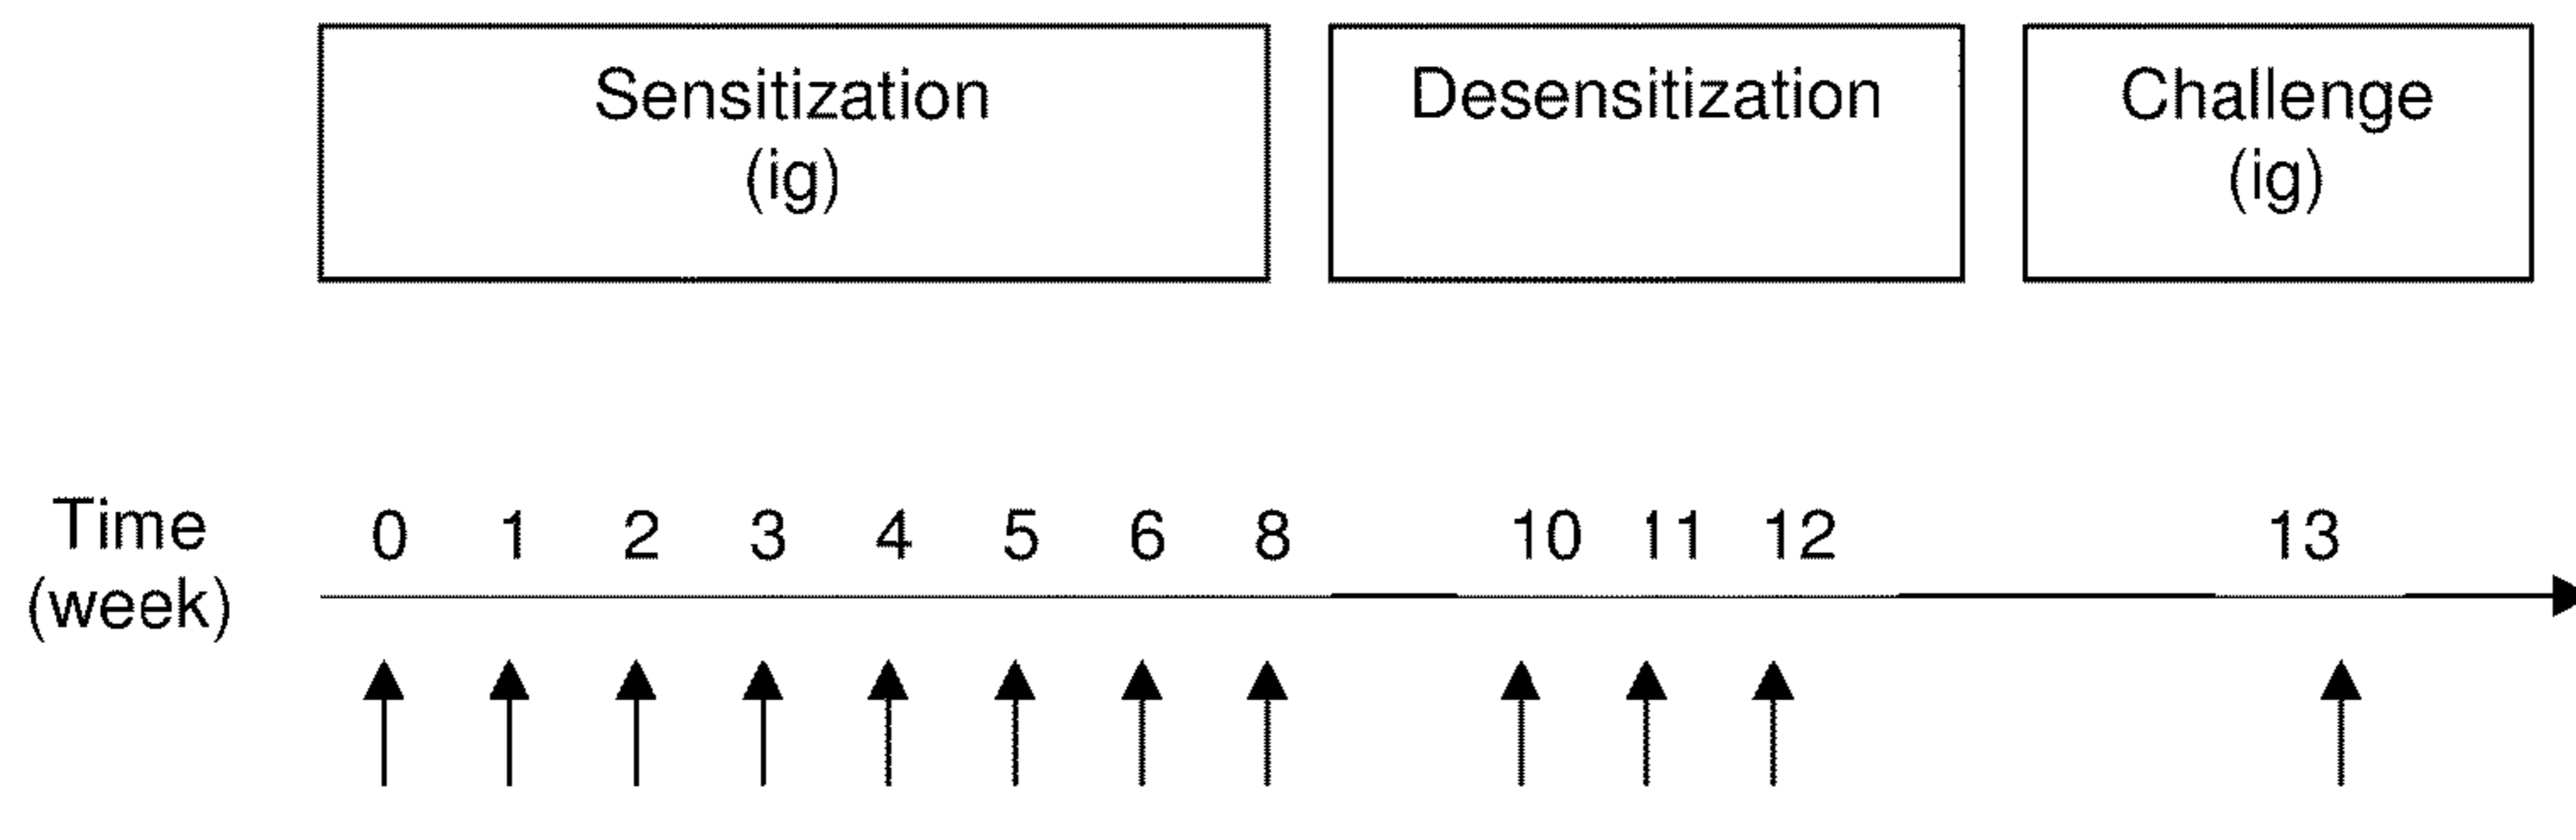 Sensitization
(ig)
Desensitization
Challenge
(ig)
Time
(week)
0 1 2 3 4 5 6 8 10 11 12 13